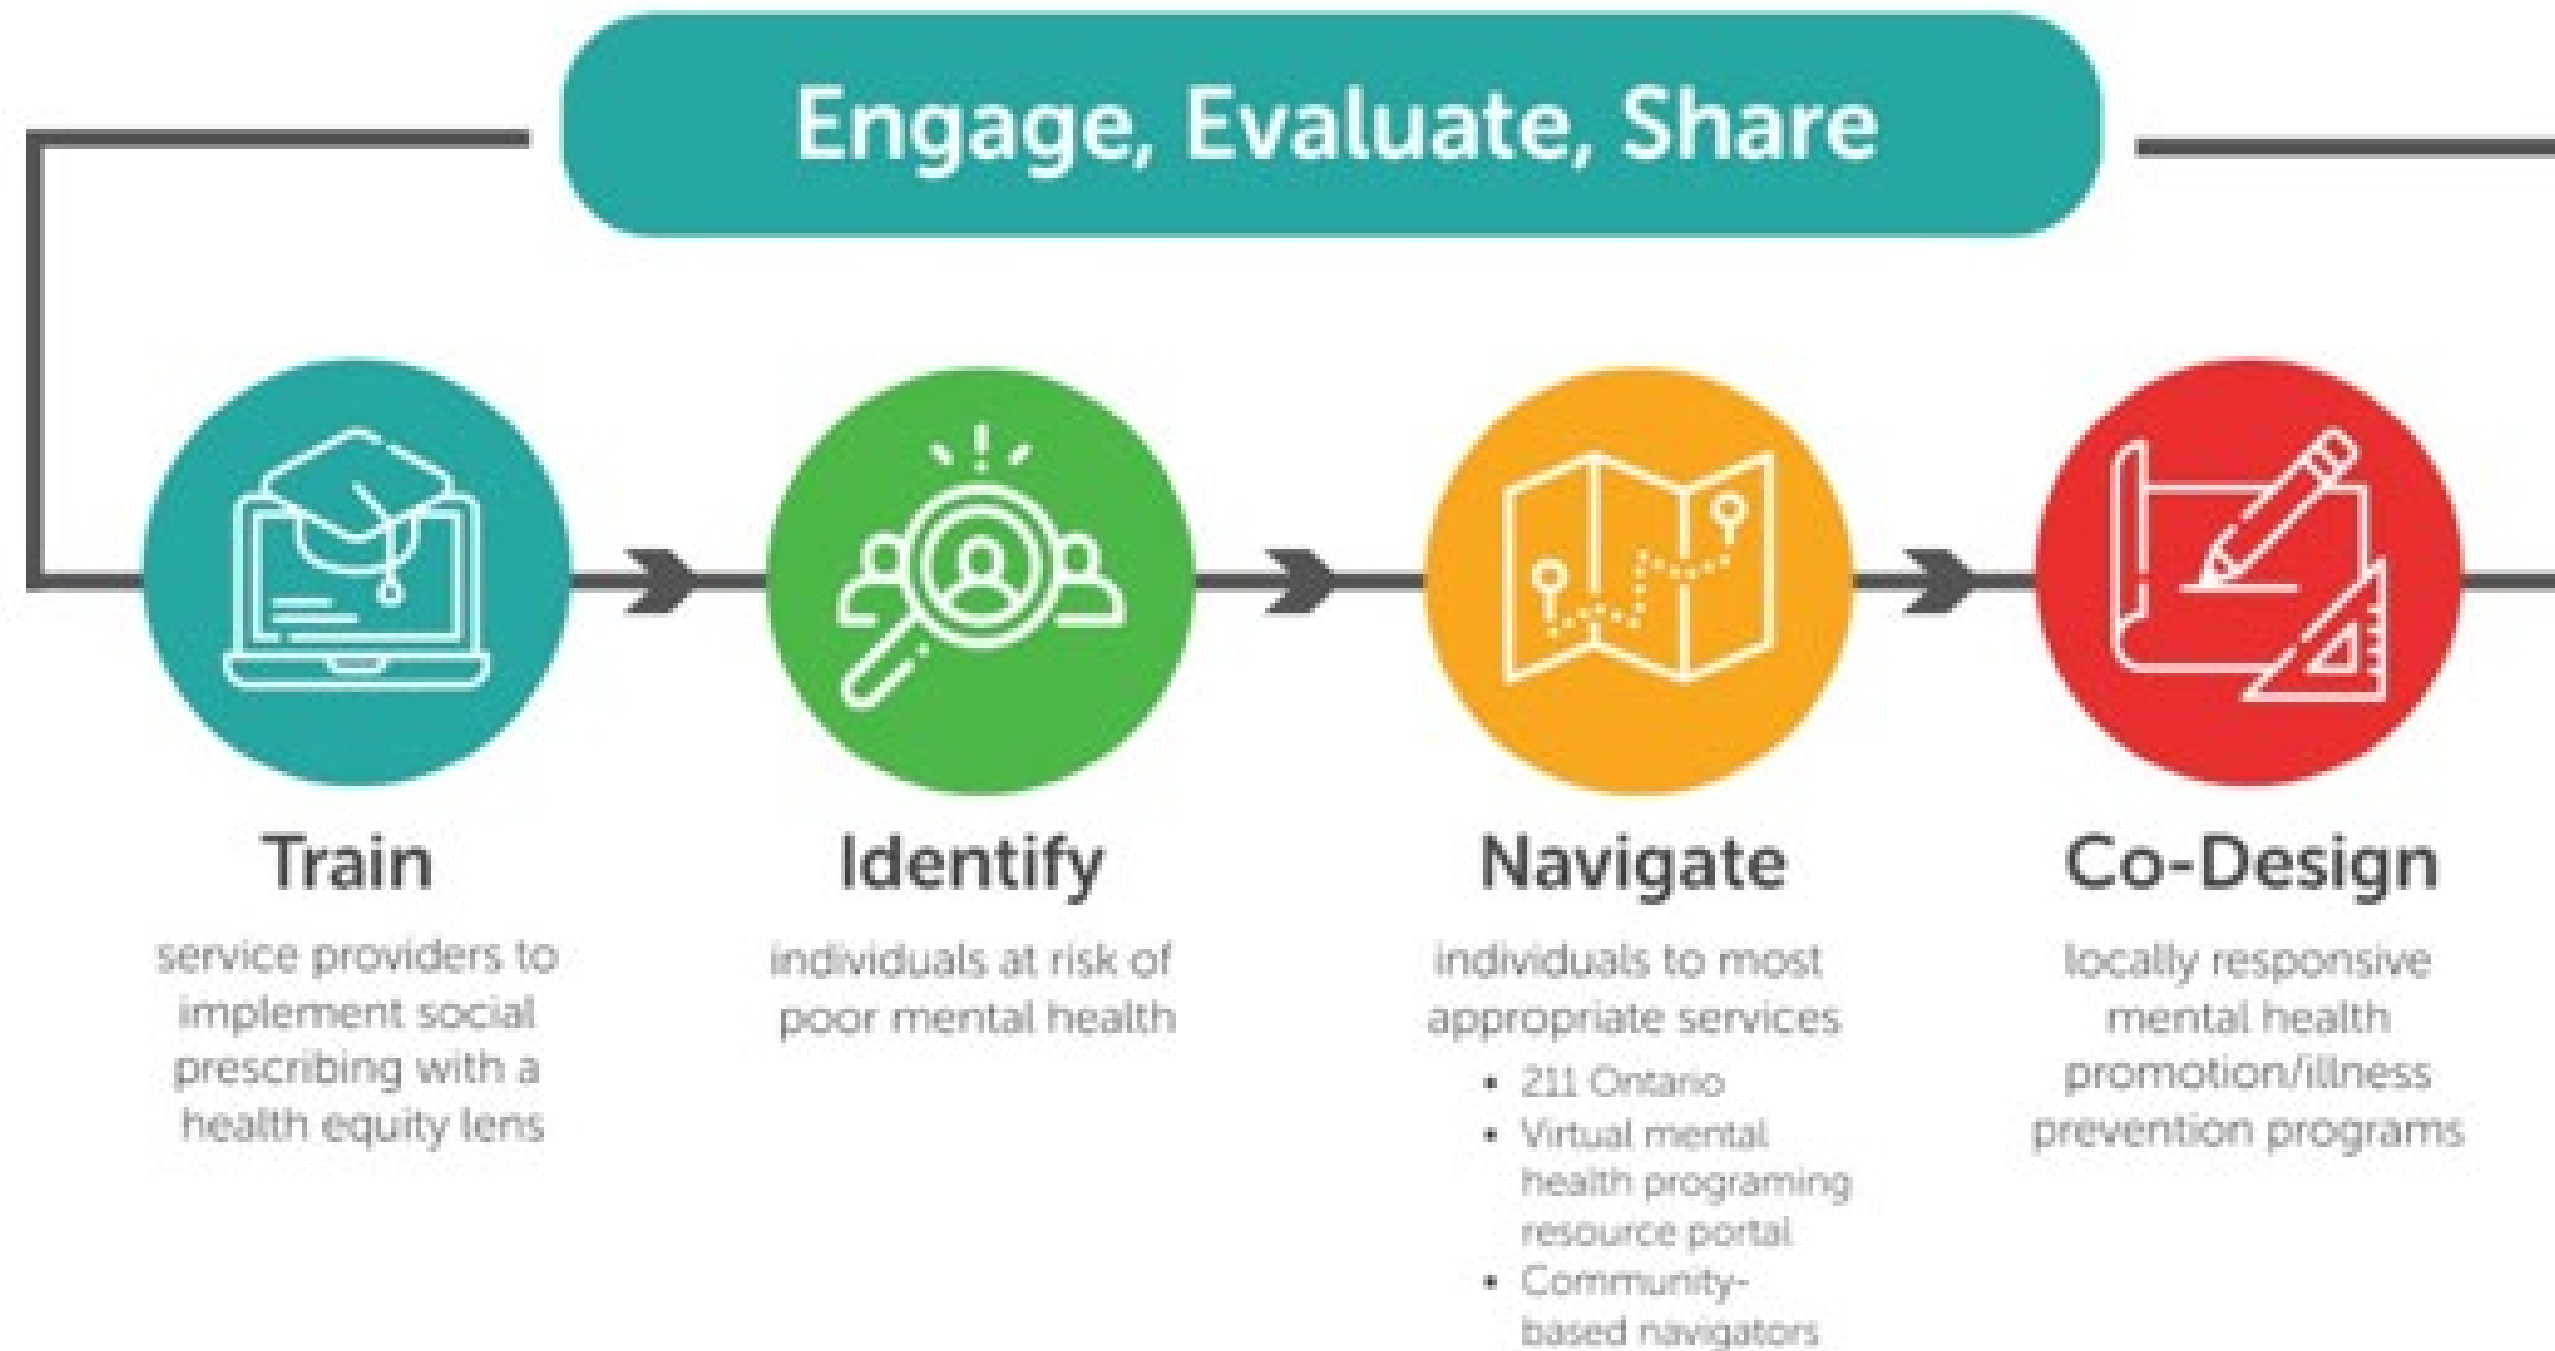 Engage, Evaluate, Share
Train
service providers to
implement social
prescribing with a
health equity lens
Identify
individuals at risk of
poor mental health
Navigate
individuals to most
appropriate services
• 211 Ontario
• Virtual mental
health programing
resource portal
• Community-
based navigators
Co-Design
locally responsive
mental health
promotion/illness
prevention programs